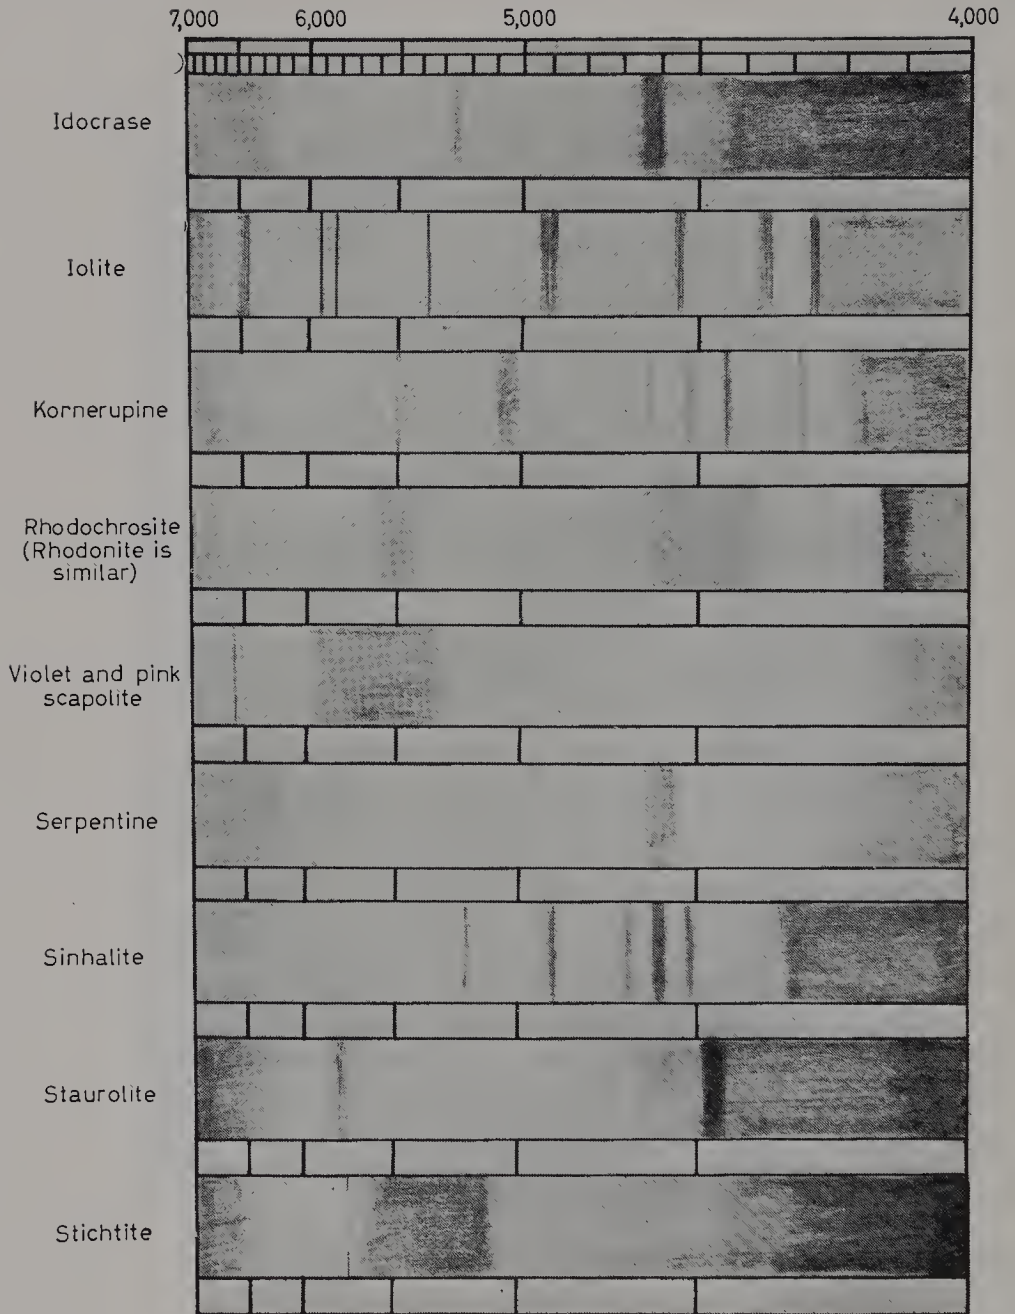 7,000 6,000 5,000 4,000
Idocrase
Iolite
Kornerupine
Rhodochrosite
(Rhodonite is
similar)
Violet and pink
scapolite
Serpentine
Sinhalite
Staurolite
Stichtite